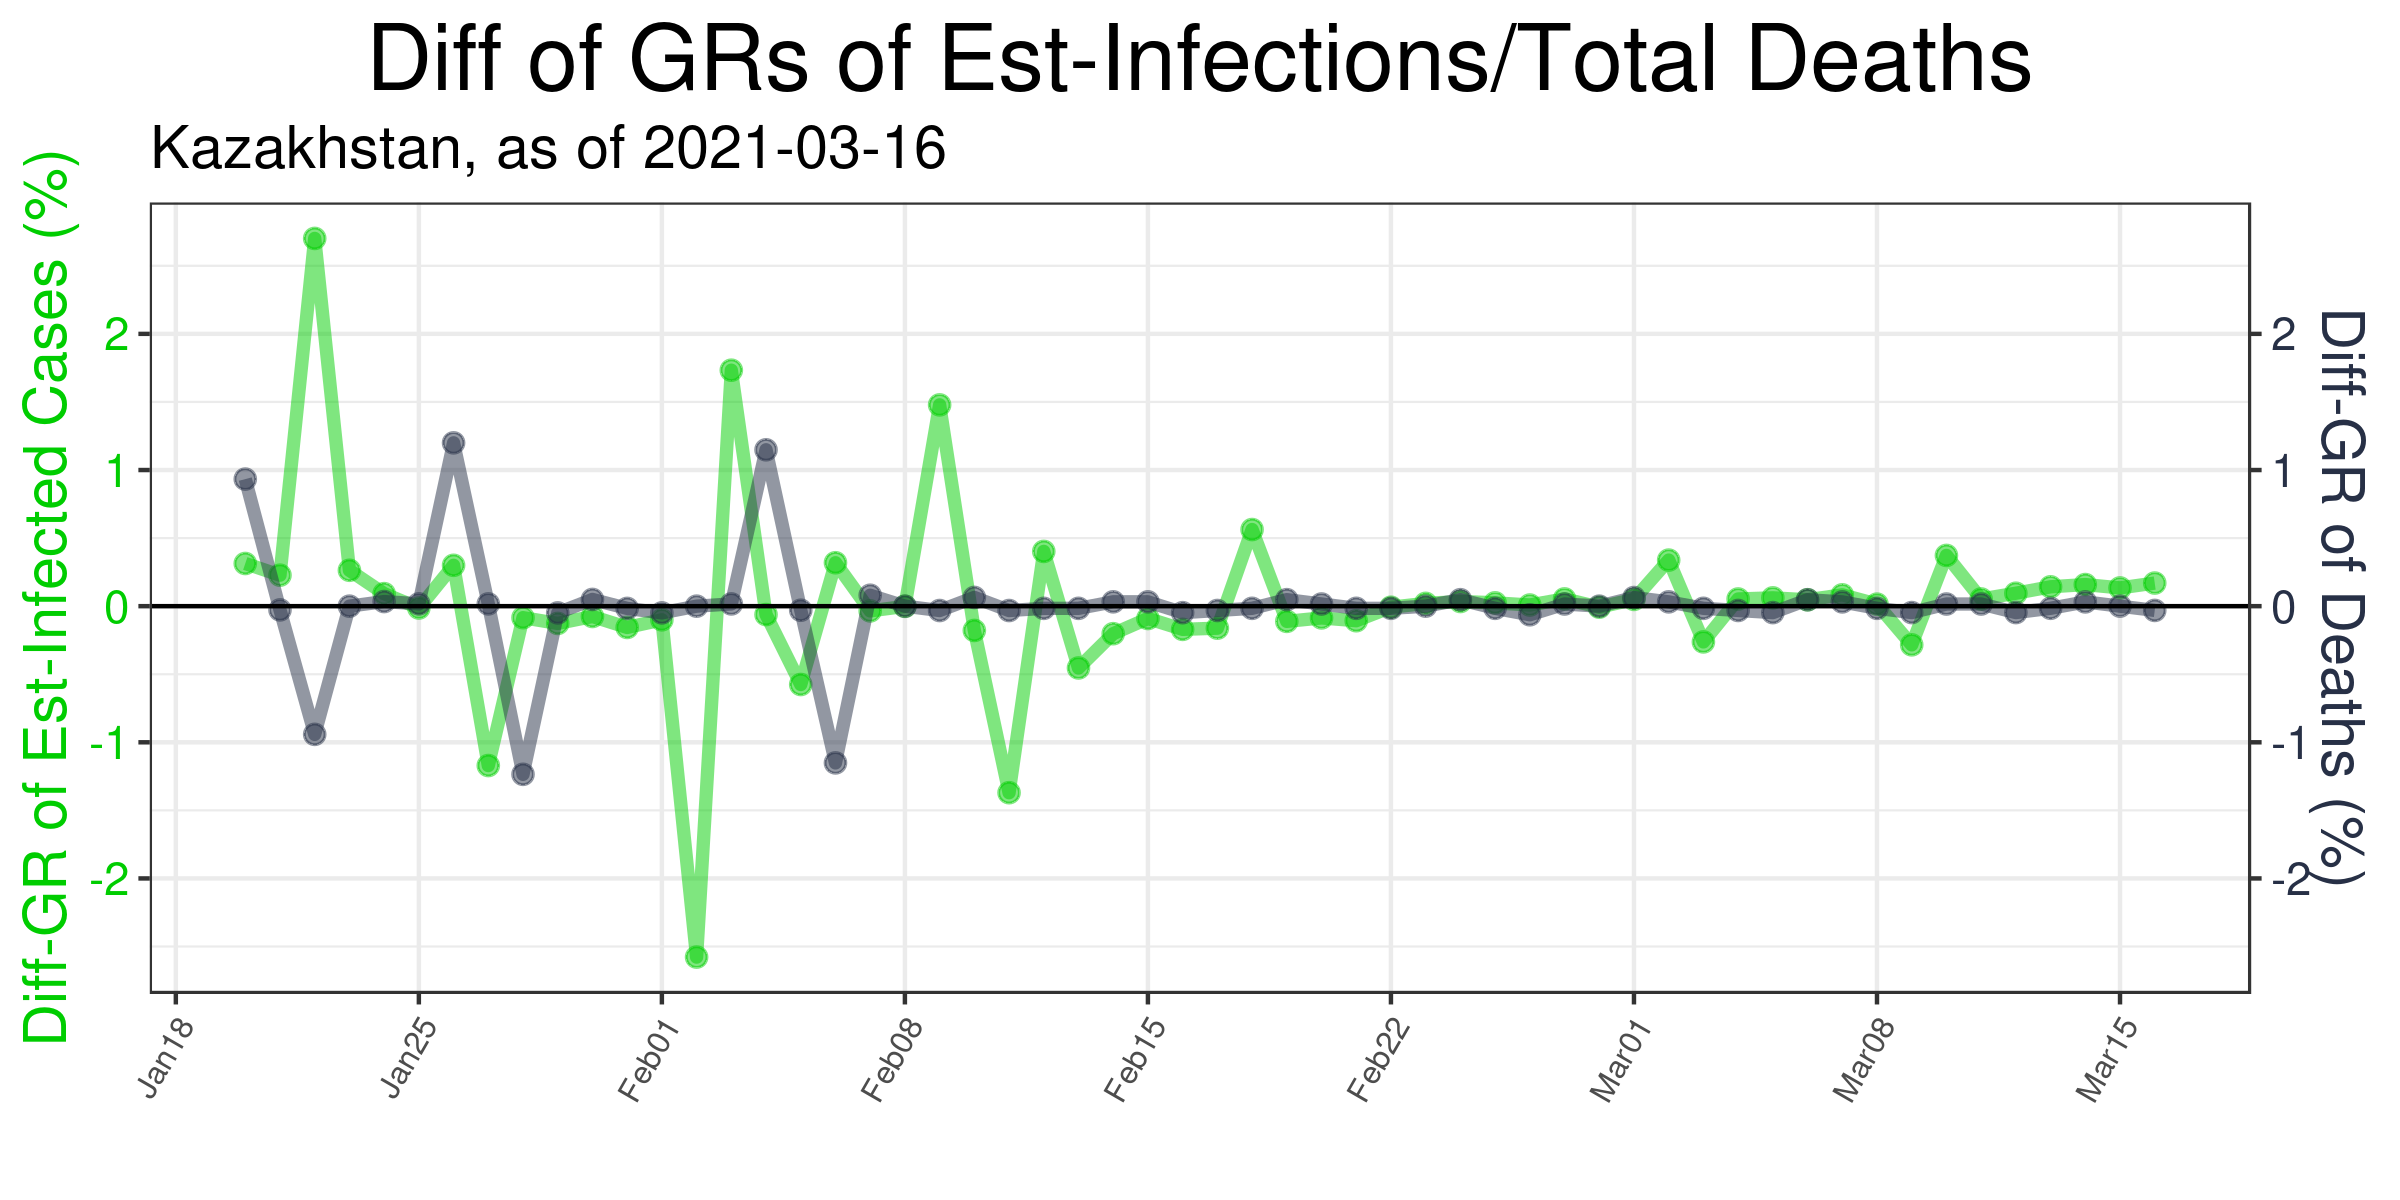 Diff of GRs of Est-Infections/Total Deaths
Kazakhstan, as of 2021-03-16
Diff-GR of Est-Infected Cases (%)
2
1
0
-1
-2
2
1
0
-1
-2
Diff-GR of Deaths (%)
Jan18
Jan25
Feb01
Feb08
Feb15
Feb22
Mar01
Mar08
Mar15